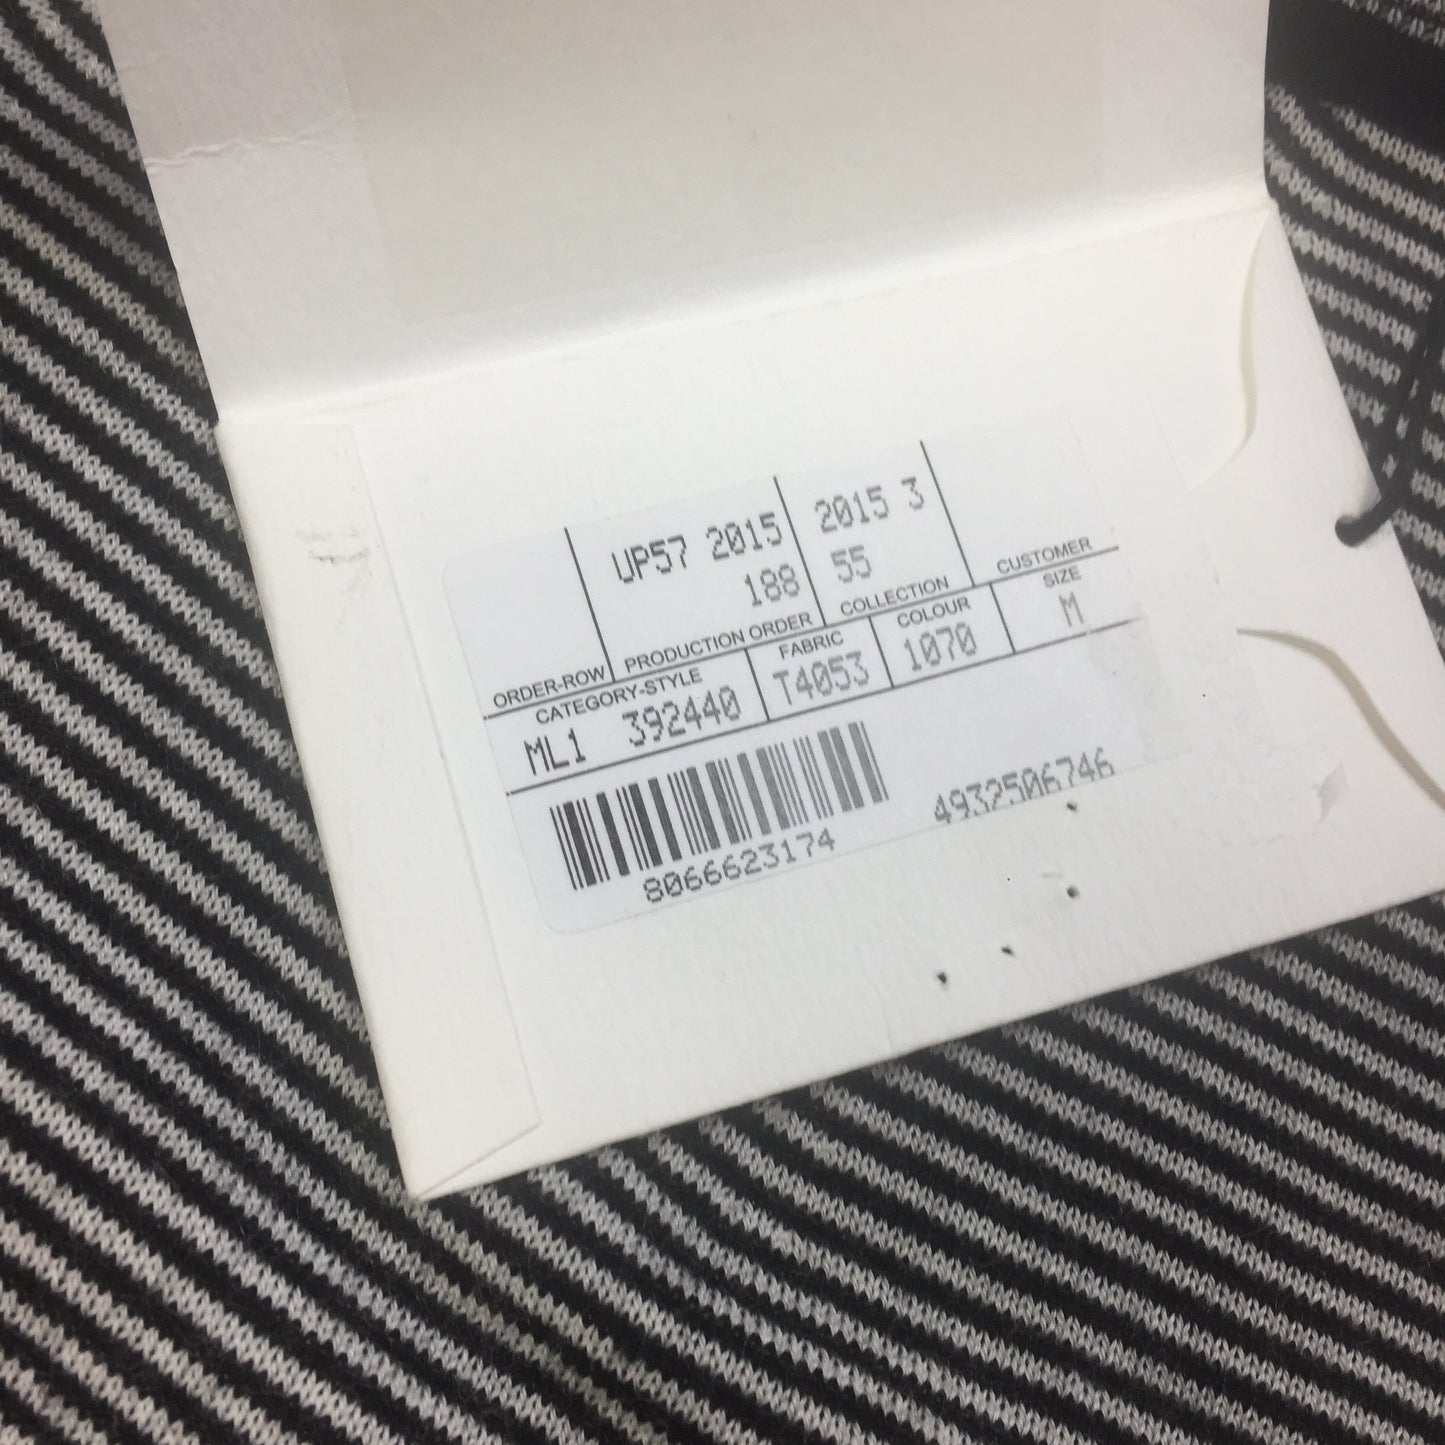 UP57 2015
188
2015 3
55
ORDER-ROW PRODUCTION ORDER COLLECTION CUSTOMER
CATEGORY-STYLE FABRIC COLOUR SIZE
ML1 392440 T4053 1070 M
8066623174
4932506746